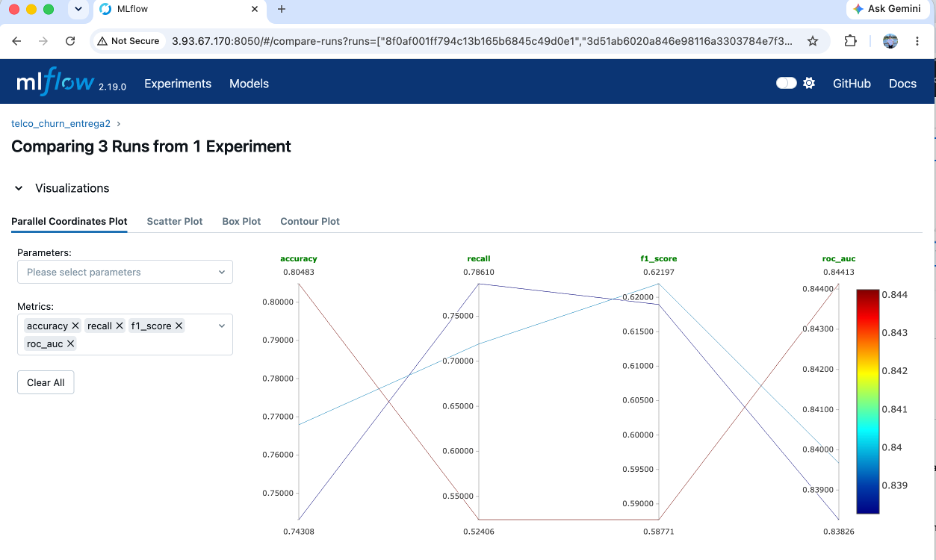 MLflow
Ask Gemini
Not Secure
3.93.67.170:8050/#/compare-runs?runs=["8f0af001ff794c13b165b6845c49d0e1","3d51ab6020a846e98116a3303784e7f3...
mlflow 2.19.0 Experiments Models GitHub Docs
telco_churn_entrega2 >
Comparing 3 Runs from 1 Experiment
Visualizations
Parallel Coordinates Plot Scatter Plot Box Plot Contour Plot
Parameters:
Please select parameters
Metrics:
accuracy recall f1_score
roc_auc
Clear All
accuracy recall f1_score roc_auc
0.80483 0.78610 0.62197 0.84413
0.80000
0.79000
0.78000
0.77000
0.76000
0.75000
0.74308
0.75000
0.70000
0.65000
0.60000
0.55000
0.52406
0.62000
0.61500
0.61000
0.60500
0.60000
0.59500
0.59000
0.58771
0.84400
0.84300
0.84200
0.84100
0.84000
0.83900
0.83826
0.844
0.843
0.842
0.841
0.84
0.839